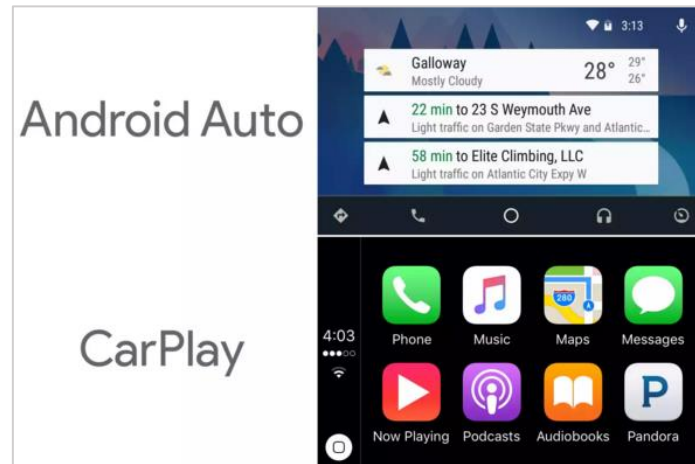 Android Auto
3:13
Galloway
Mostly Cloudy
28°
29°
26°
22 min to 23 S Weymouth Ave
Light traffic on Garden State Pkwy and Atlantic...
58 min to Elite Climbing, LLC
Light traffic on Atlantic City Expy W
CarPlay
4:03
280
Phone Music Maps Messages
P
Now Playing Podcasts Audiobooks Pandora